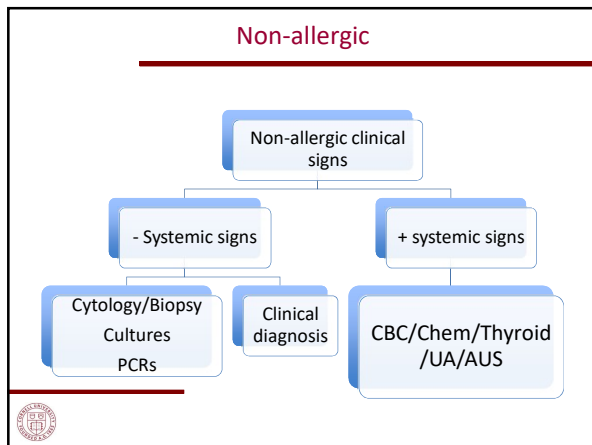 Non-allergic
Non-allergic clinical
signs
- Systemic signs
+ systemic signs
Cytology/Biopsy
Cultures
PCRs
Clinical
diagnosis
CBC/Chem/Thyroid
/UA/AUS